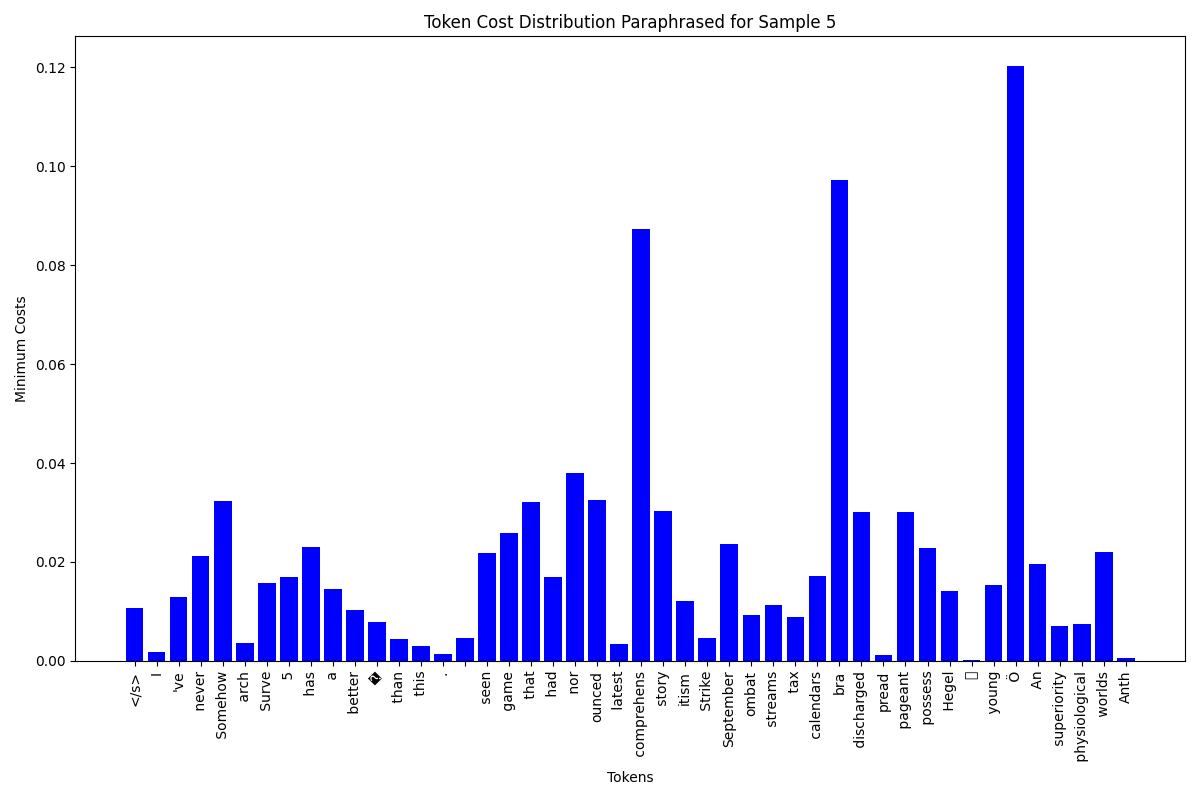 Token Cost Distribution Paraphrased for Sample 5
Minimum Costs
0.12
0.10
0.08
0.06
0.04
0.02
0.00
</s>
I
've
never
Somehow
arch
Surve
5
has
a
better
�
than
this
.
seen
game
that
had
nor
ounced
latest
comprehens
story
itism
Strike
September
ombat
streams
tax
calendars
bra
discharged
pread
pageant
possess
Hegel
young
Ö
An
superiority
physiological
worlds
Anth
Tokens